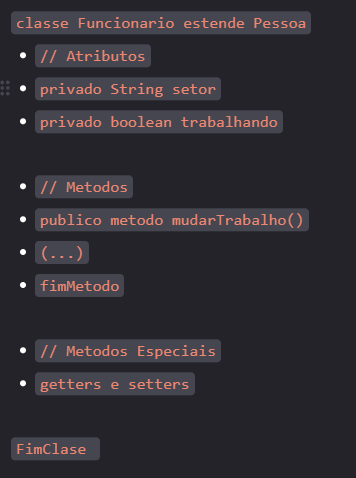 classe Funcionario estende Pessoa
// Atributos
privado String setor
privado boolean trabalhando
// Metodos
publico metodo mudarTrabalho()
(...)
fimMetodo
// Metodos Especiais
getters e setters
FimClase